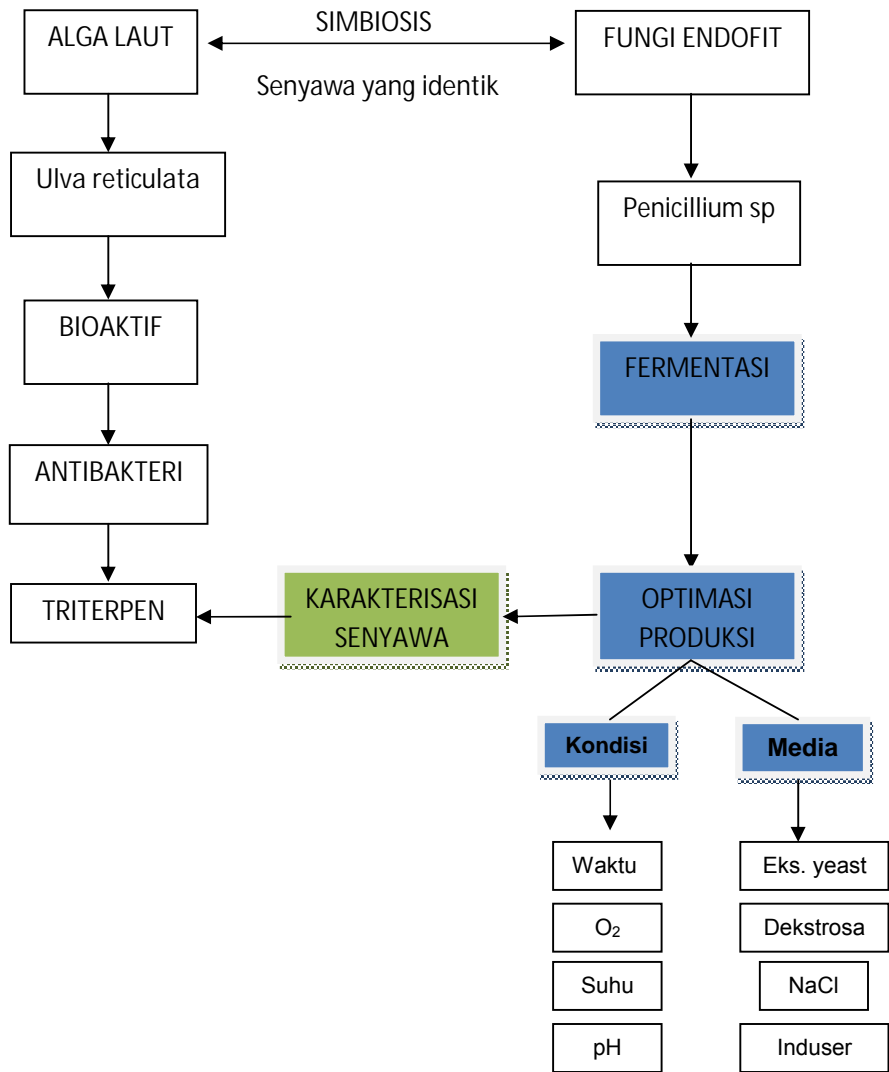 ALGA LAUT
SIMBIOSIS
FUNGI ENDOFIT
Senyawa yang identik
Ulva reticulata
Penicillium sp
BIOAKTIF
FERMENTASI
ANTIBAKTERI
TRITERPEN
KARAKTERISASI
SENYAWA
OPTIMASI
PRODUKSI
Kondisi
Media
Waktu
Eks. yeast
O₂
Dekstrosa
Suhu
NaCl
pH
Induser